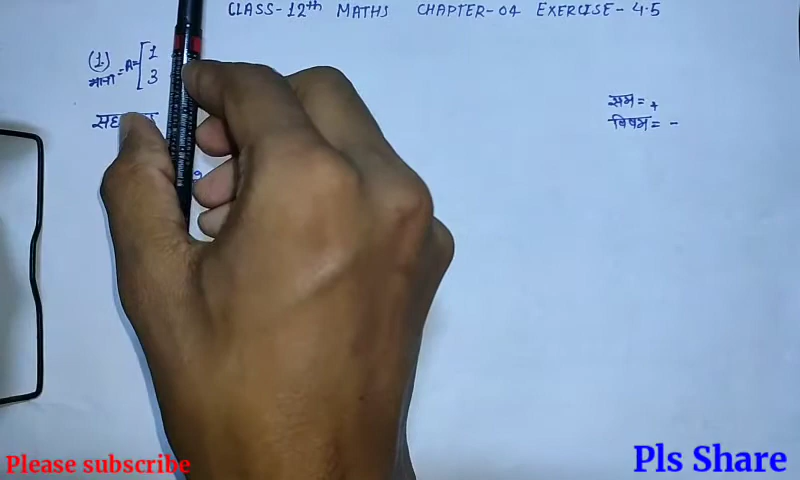 CLASS-12th MATHS CHAPTER-04 EXERCISE-4.5
(1)
माना = A = [1
3
सम = +
विषम = -
Please subscribe
Pls Share